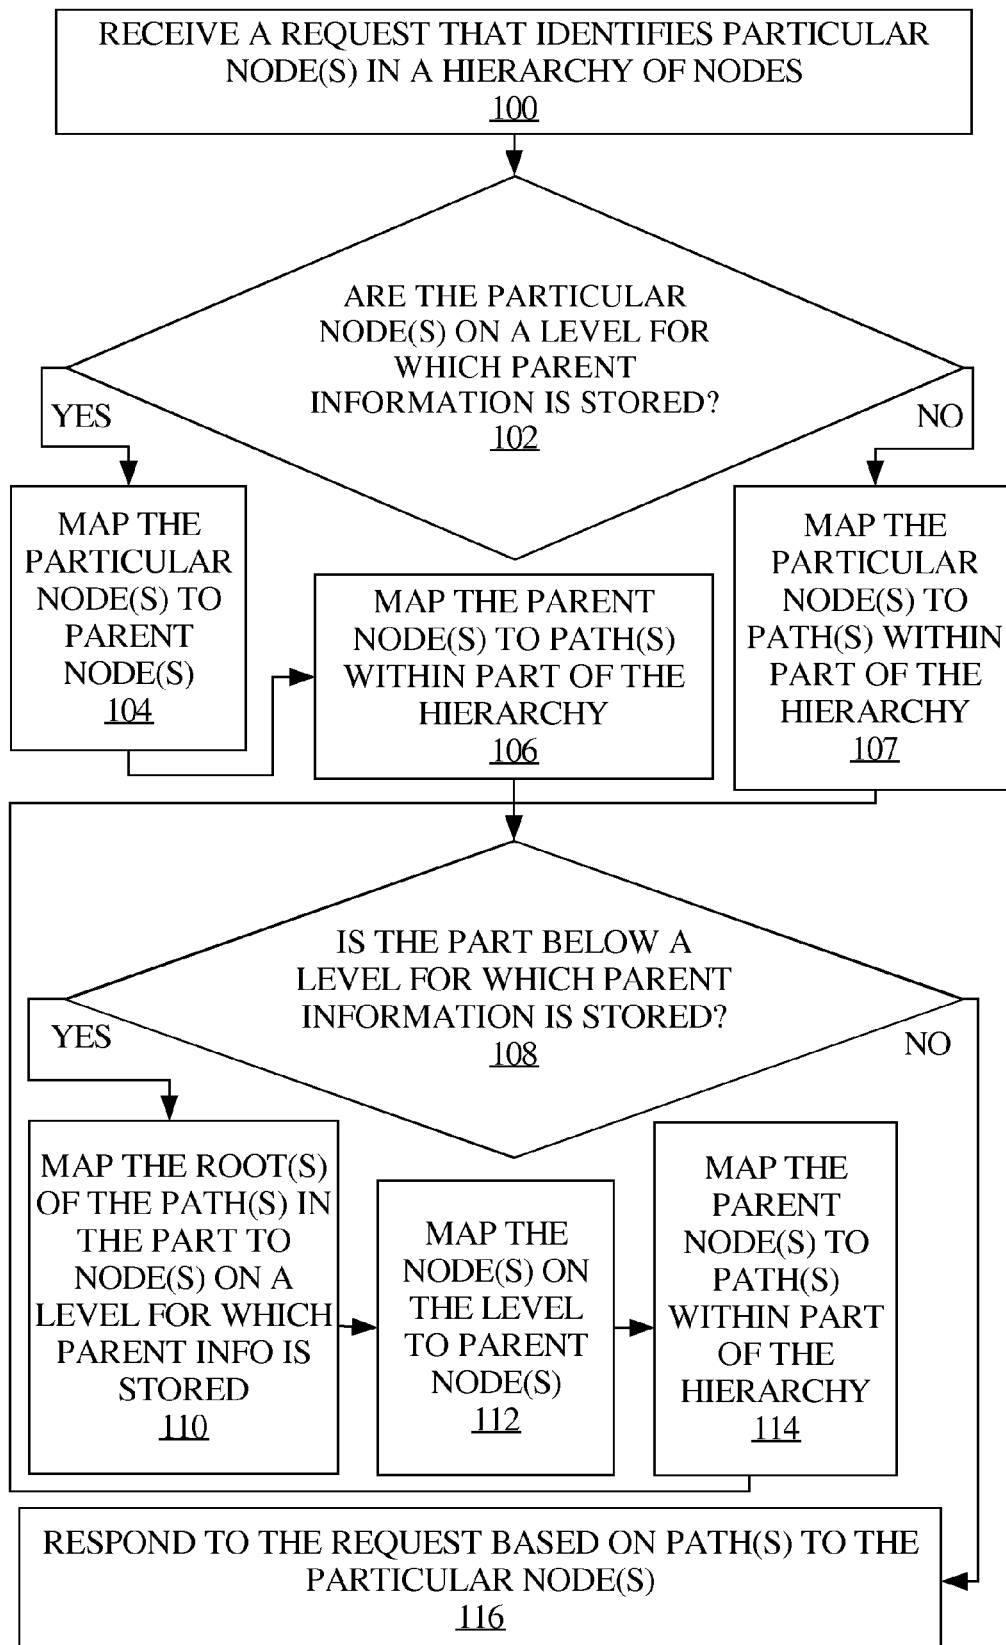 RECEIVE A REQUEST THAT IDENTIFIES PARTICULAR
NODE(S) IN A HIERARCHY OF NODES
100
ARE THE PARTICULAR
NODE(S) ON A LEVEL FOR
WHICH PARENT
INFORMATION IS STORED?
102
YES
NO
MAP THE
PARTICULAR
NODE(S) TO
PARENT
NODE(S)
104
MAP THE PARENT
NODE(S) TO PATH(S)
WITHIN PART OF THE
HIERARCHY
106
MAP THE
PARTICULAR
NODE(S) TO
PATH(S) WITHIN
PART OF THE
HIERARCHY
107
IS THE PART BELOW A
LEVEL FOR WHICH PARENT
INFORMATION IS STORED?
108
YES
NO
MAP THE ROOT(S)
OF THE PATH(S) IN
THE PART TO
NODE(S) ON A
LEVEL FOR WHICH
PARENT INFO IS
STORED
110
MAP THE
NODE(S) ON
THE LEVEL
TO PARENT
NODE(S)
112
MAP THE
PARENT
NODE(S) TO
PATH(S)
WITHIN PART
OF THE
HIERARCHY
114
RESPOND TO THE REQUEST BASED ON PATH(S) TO THE
PARTICULAR NODE(S)
116